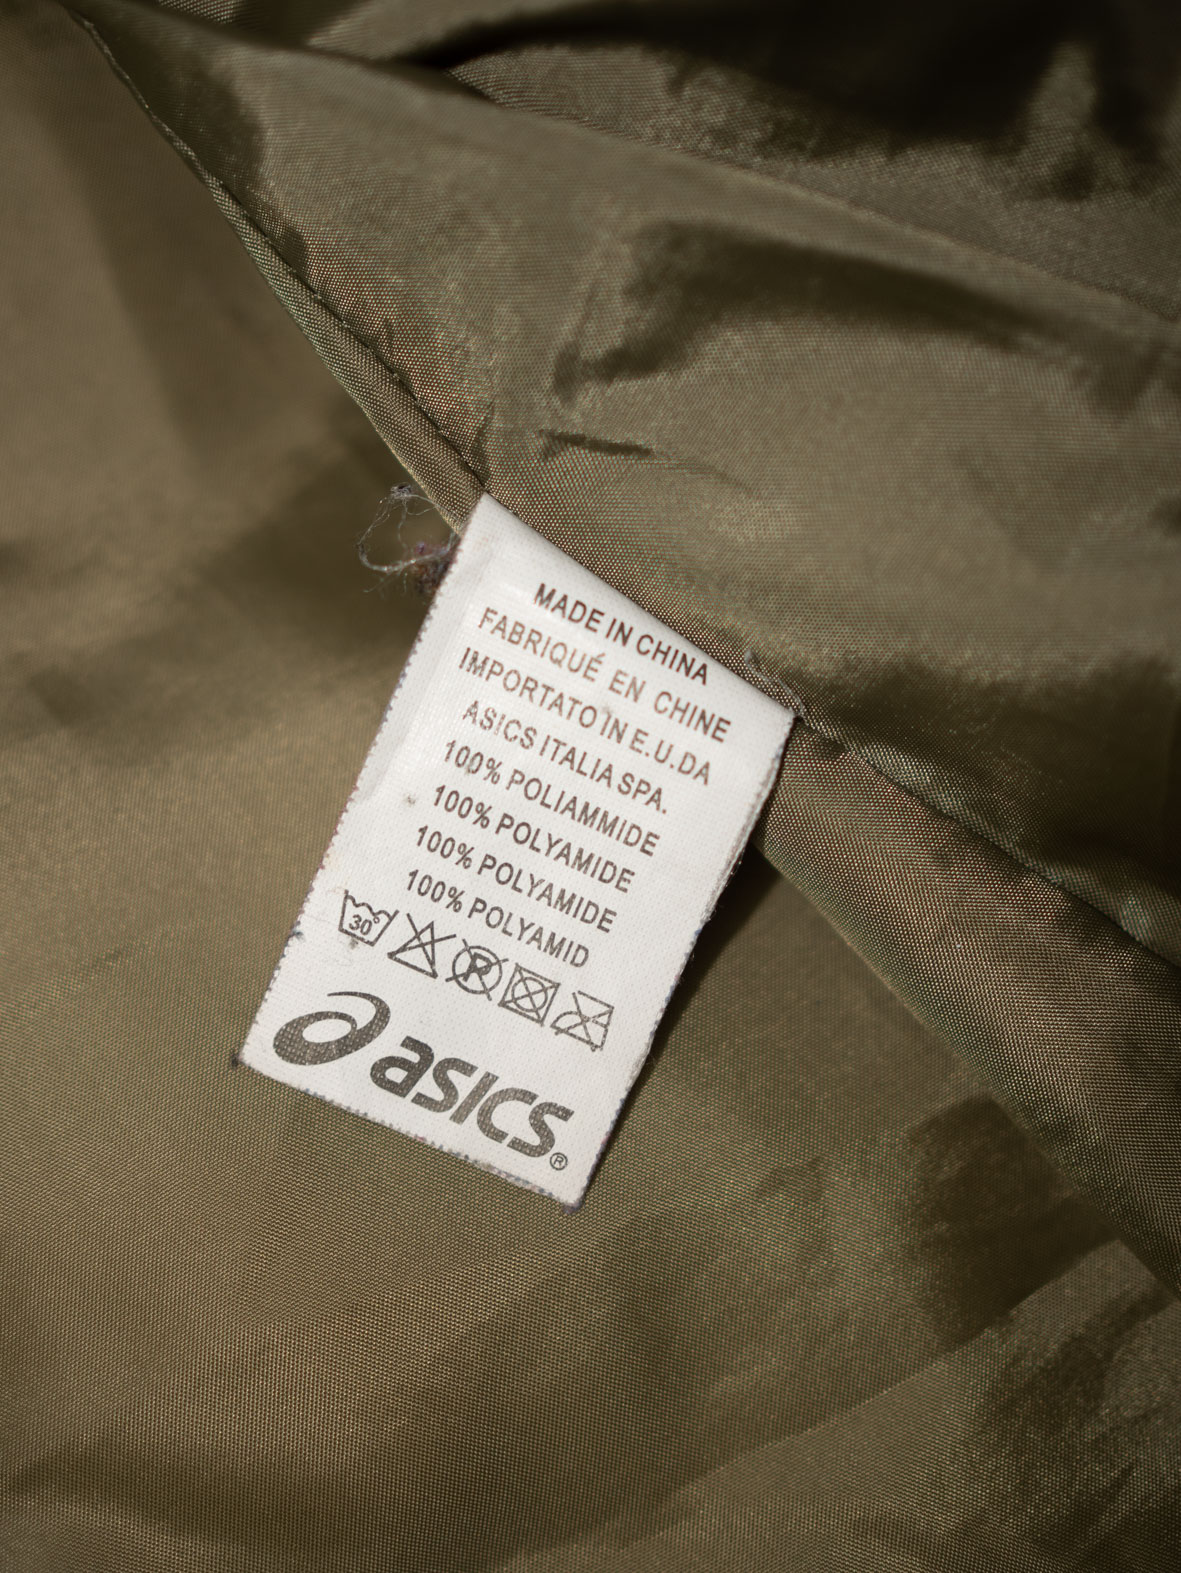 MADE IN CHINA
FABRIQUÉ EN CHINE
IMPORTATO IN E.U.DA
ASICS ITALIA SPA.
100% POLIAMMIDE
100% POLYAMIDE
100% POLYAMIDE
100% POLYAMID
30° P
asics®